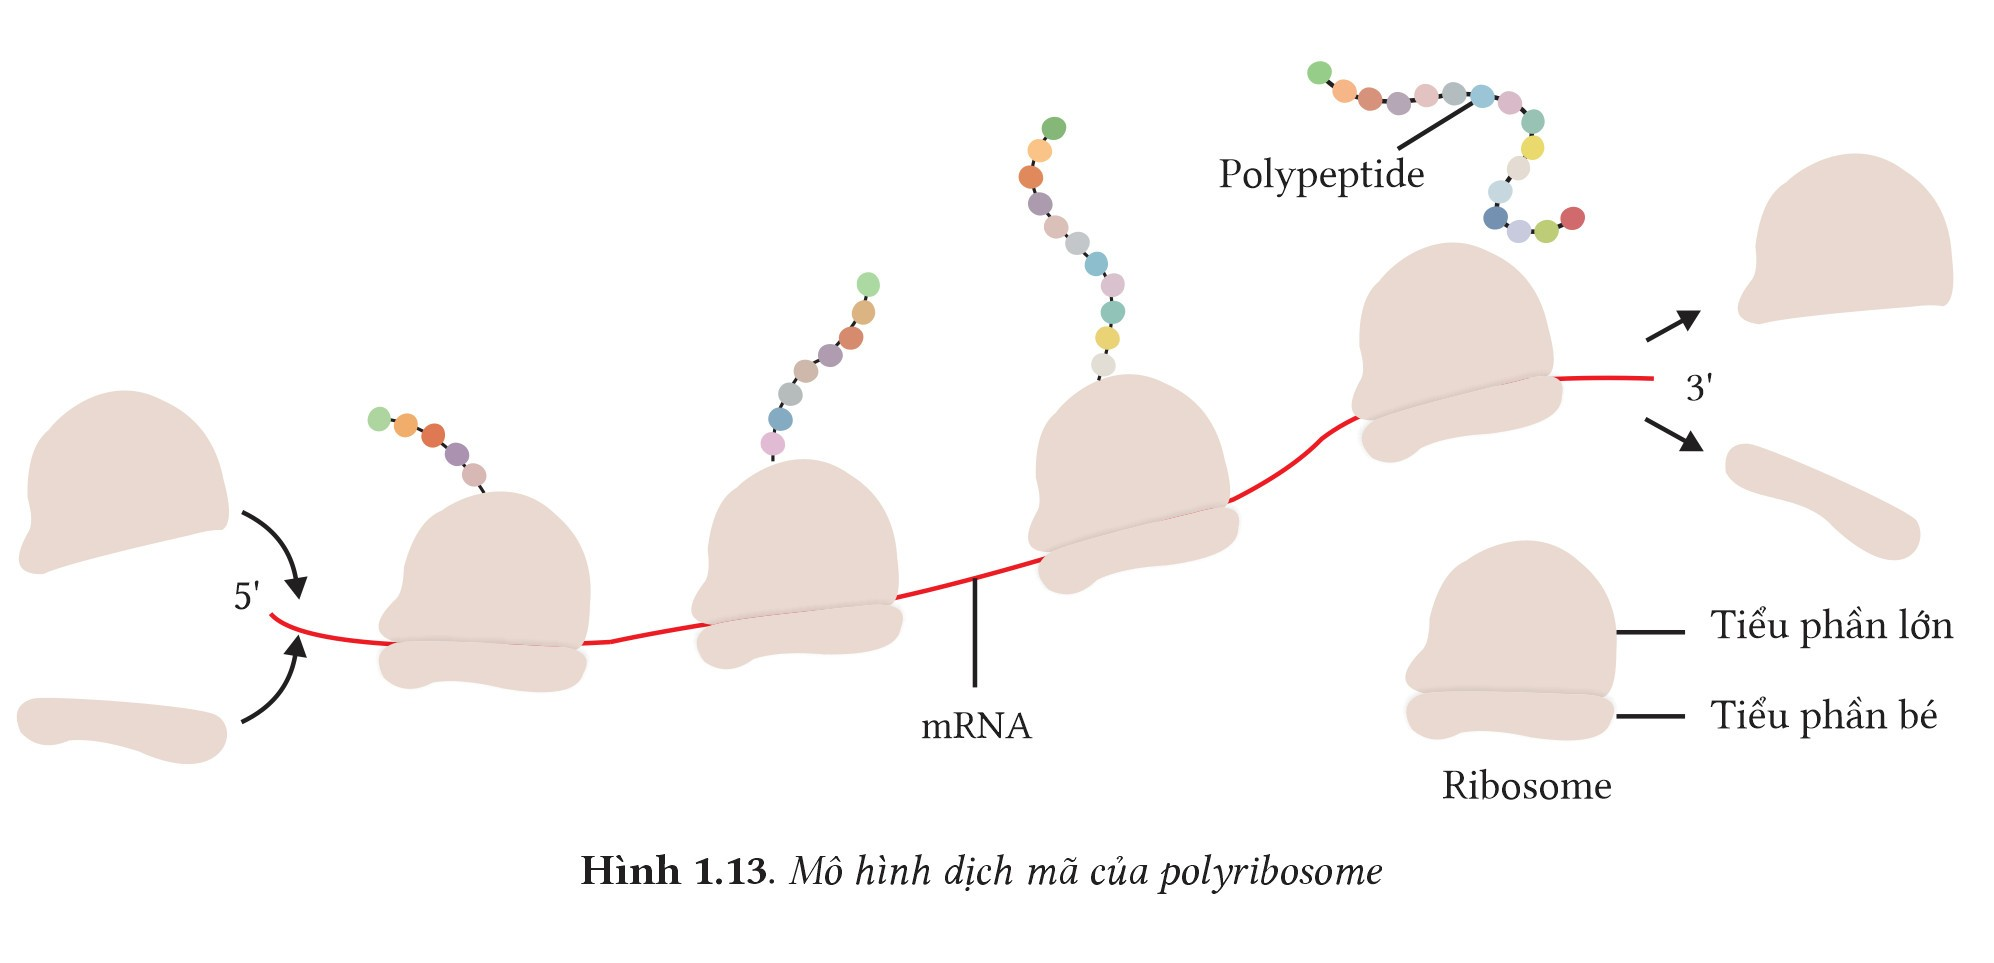 Polypeptide
5'
3'
mRNA
Tiểu phần lớn
Tiểu phần bé
Ribosome
Hình 1.13. Mô hình dịch mã của polyribosome